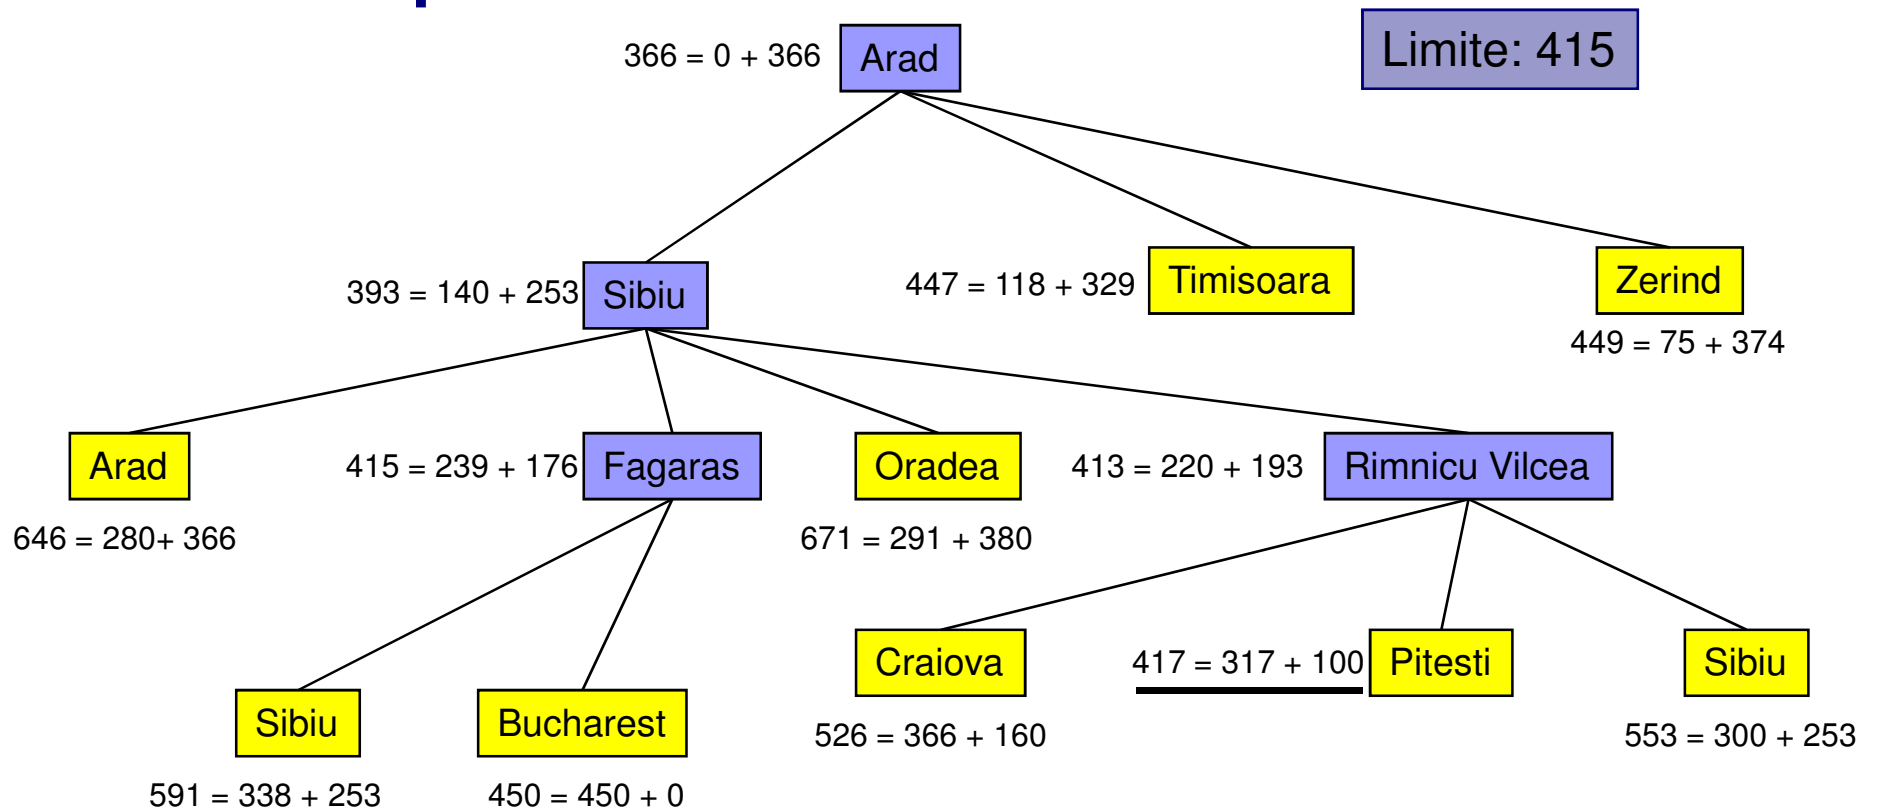 366 = 0 + 366
Arad
Limite: 415
393 = 140 + 253
Sibiu
447 = 118 + 329
Timisoara
Zerind
449 = 75 + 374
Arad
646 = 280+ 366
415 = 239 + 176
Fagaras
Oradea
671 = 291 + 380
413 = 220 + 193
Rimnicu Vilcea
Sibiu
591 = 338 + 253
Bucharest
450 = 450 + 0
Craiova
526 = 366 + 160
417 = 317 + 100
Pitesti
Sibiu
553 = 300 + 253